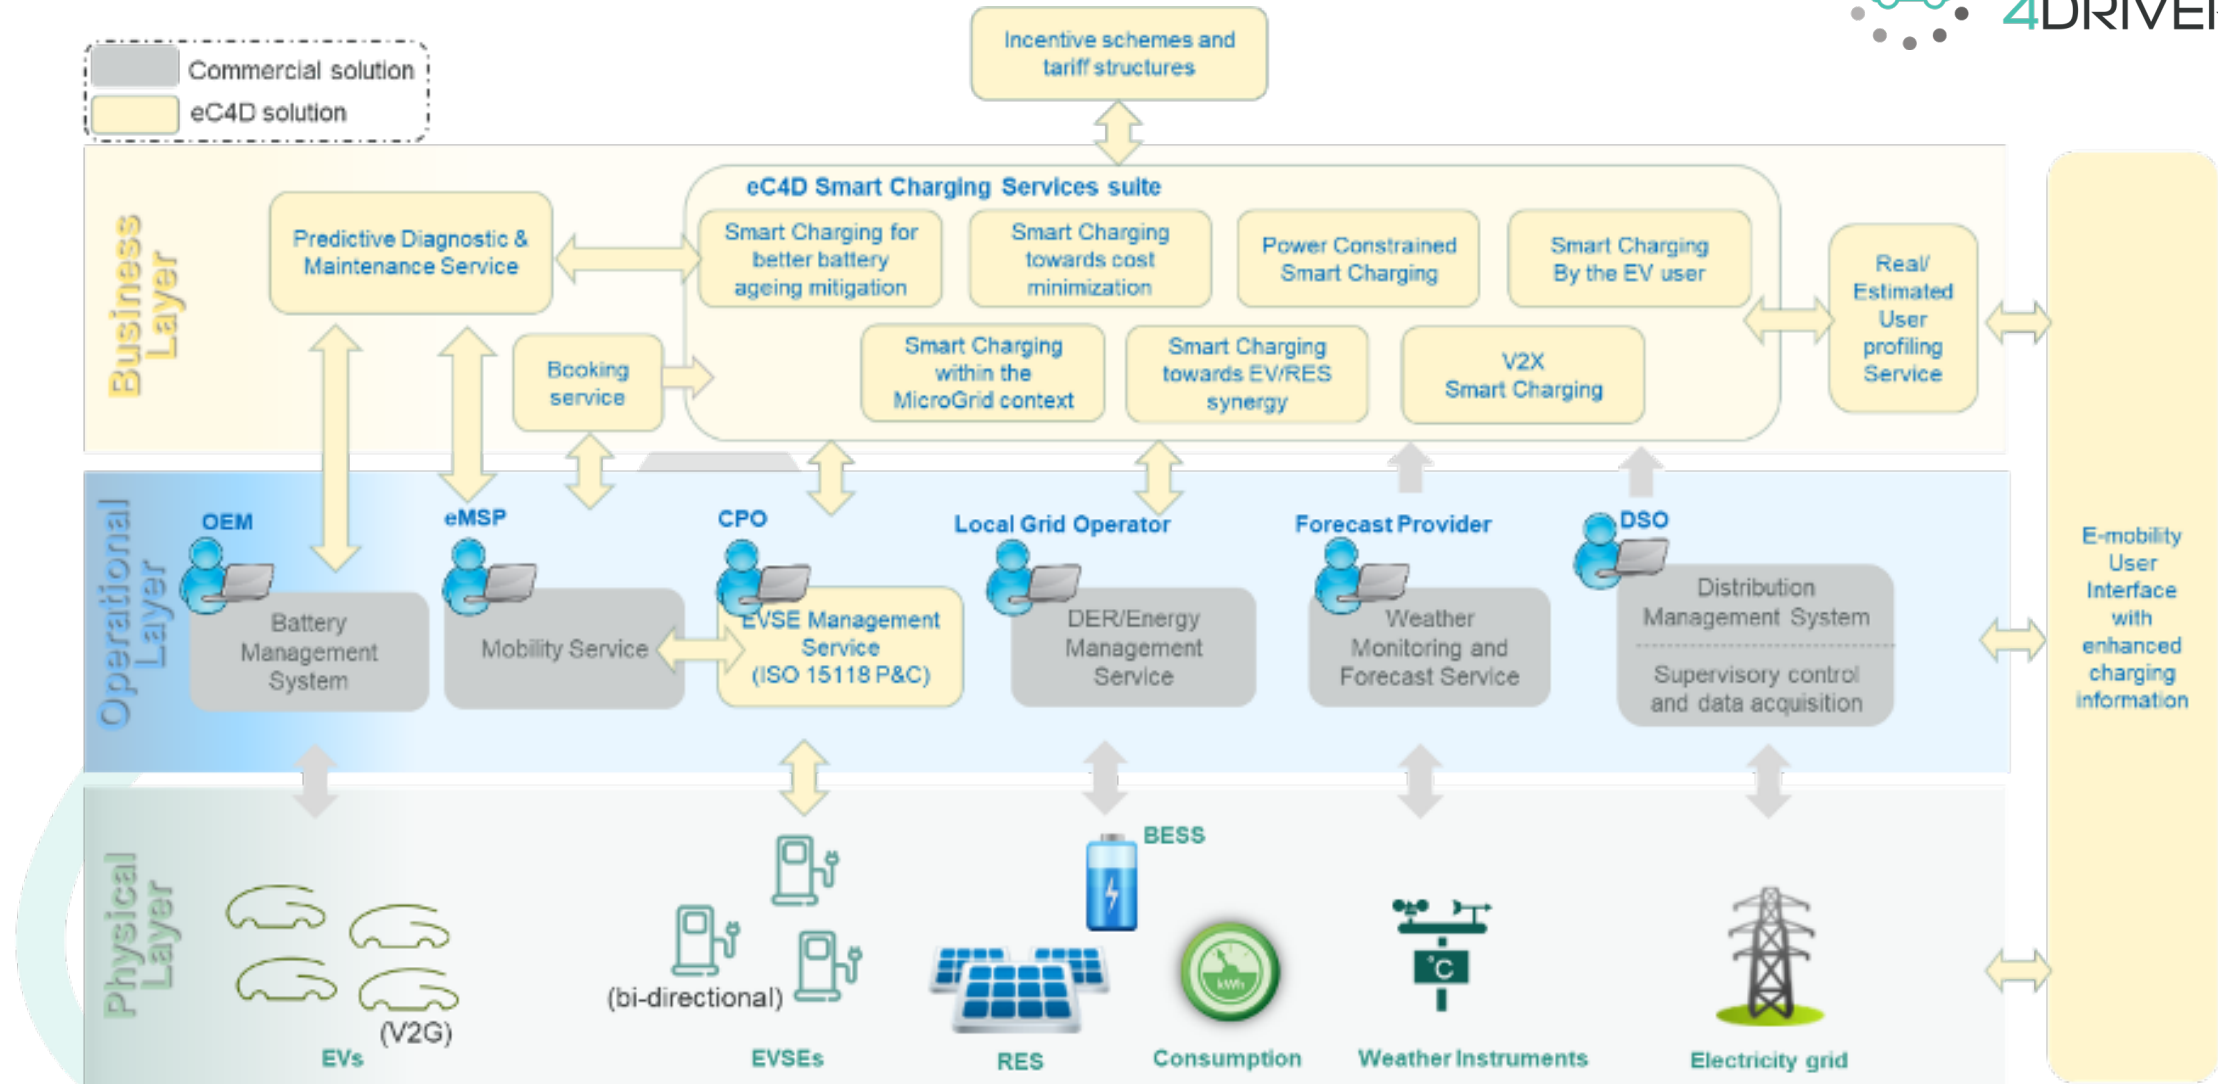 4DRIVER
Commercial solution
eC4D solution
Incentive schemes and
tariff structures
Business
Layer
eC4D Smart Charging Services suite
Predictive Diagnostic &
Maintenance Service
Smart Charging for
better battery
ageing mitigation
Smart Charging
towards cost
minimization
Power Constrained
Smart Charging
Smart Charging
By the EV user
Real/
Estimated
User
profiling
Service
Booking
service
Smart Charging
within the
MicroGrid context
Smart Charging
towards EV/RES
synergy
V2X
Smart Charging
Operational
Layer
OEM
eMSP
CPO
Local Grid Operator
Forecast Provider
DSO
Battery
Management
System
Mobility Service
EVSE Management
Service
(ISO 15118 P&C)
DER/Energy
Management
Service
Weather
Monitoring and
Forecast Service
Distribution
Management System
Supervisory control
and data acquisition
E-mobility
User
Interface
with
enhanced
charging
information
Physical
Layer
(V2G)
EVs
(bi-directional)
EVSEs
BESS
RES
kWh
Consumption
°C
Weather Instruments
Electricity grid